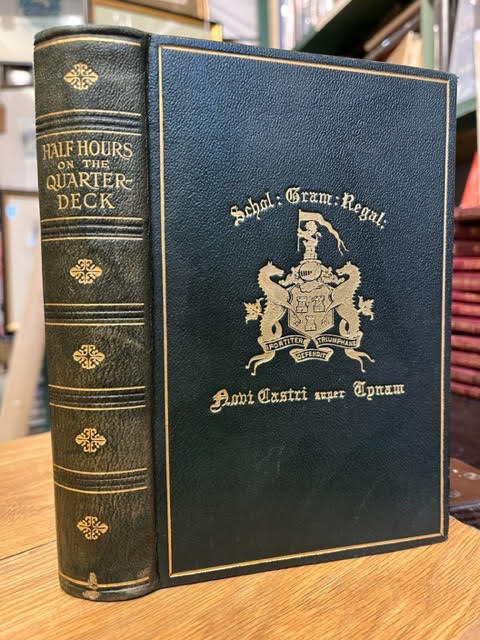 HALF HOURS
ON THE
QUARTER-
DECK
Schol: Gram: Regal:
FORTITER TRIUMPHANS
DEFENDIT
Novi Castri super Tynam